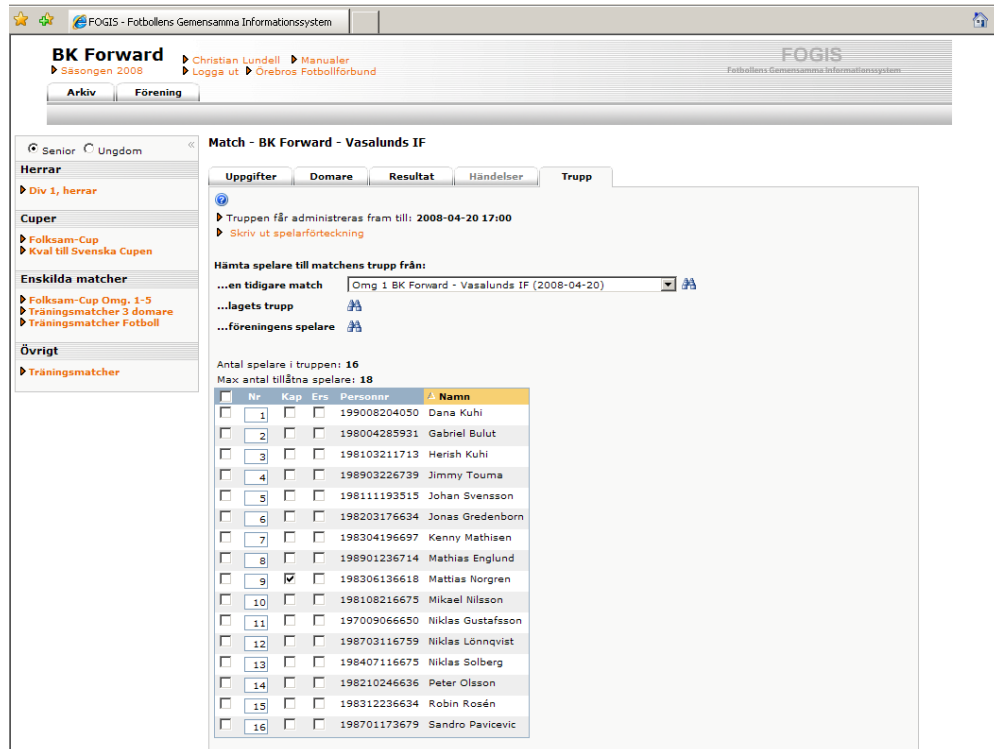 FOGIS - Fotbollens Gemensamma Informationssystem
BK Forward
Säsongen 2008
Christian Lundell Manualer
Logga ut Örebros Fotbollförbund
FOGIS
Fotbollens Gemensamma Informationssystem
Arkiv Förening
Senior Ungdom «
Herrar
Div 1, herrar
Cuper
Folksam-Cup
Kval till Svenska Cupen
Enskilda matcher
Folksam-Cup Omg. 1-5
Träningsmatcher 3 domare
Träningsmatcher Fotboll
Övrigt
Träningsmatcher
Match - BK Forward - Vasalunds IF
Uppgifter Domare Resultat Händelser Trupp
?
Truppen får administreras fram till: 2008-04-20 17:00
Skriv ut spelarförteckning
Hämta spelare till matchens trupp från:
...en tidigare match Omg 1 BK Forward - Vasalunds IF (2008-04-20)
...lagets trupp
...föreningens spelare
Antal spelare i truppen: 16
Max antal tillåtna spelare: 18
Nr Kap Ers Personnr Namn
1 199008204050 Dana Kuhi
2 198004285931 Gabriel Bulut
3 198103211713 Herish Kuhi
4 198903226739 Jimmy Touma
5 198111193515 Johan Svensson
6 198203176634 Jonas Gredenborn
7 198304196697 Kenny Mathisen
8 198901236714 Mathias Englund
9 198306136618 Mattias Norgren
10 198108216675 Mikael Nilsson
11 197009066650 Niklas Gustafsson
12 198703116759 Niklas Lönnqvist
13 198407116675 Niklas Solberg
14 198210246636 Peter Olsson
15 198312236634 Robin Rosén
16 198701173679 Sandro Pavicevic